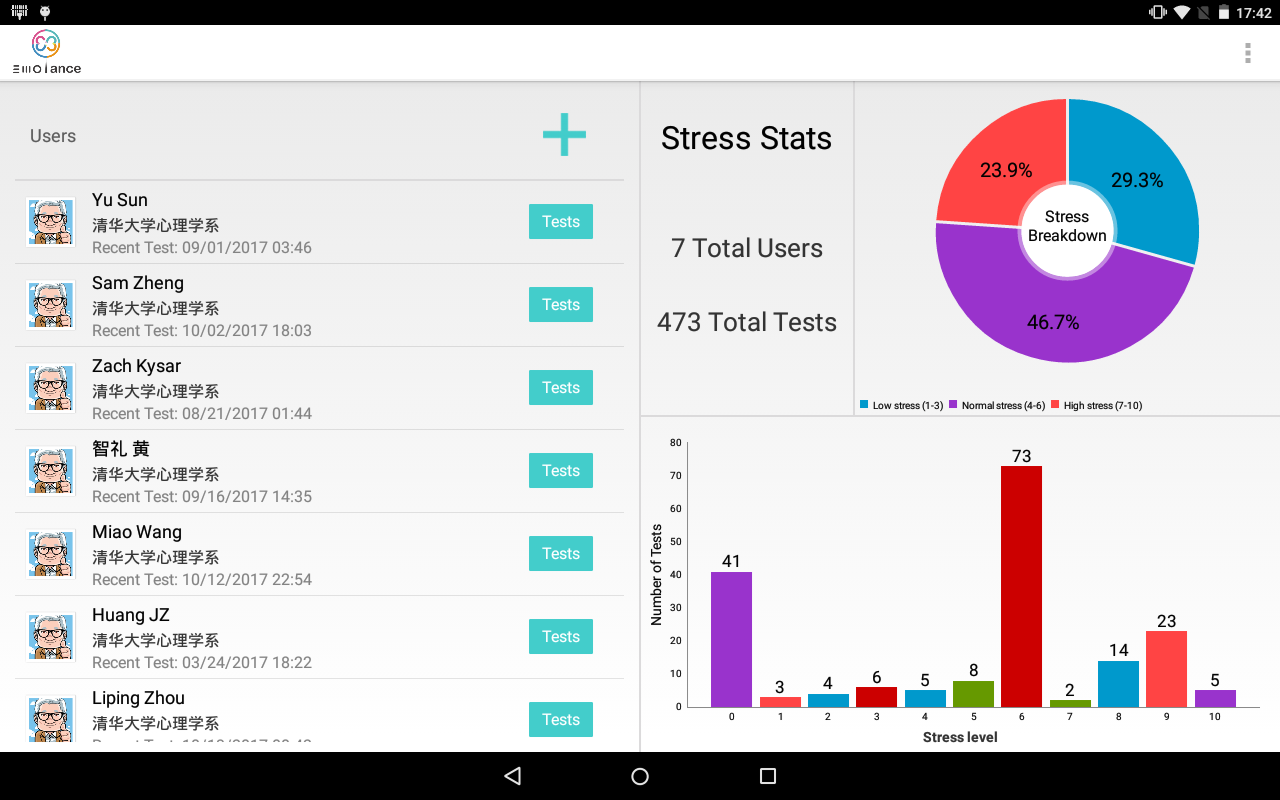 17:42
Emotance
Users
Yu Sun
清华大学心理学系
Recent Test: 09/01/2017 03:46
Tests
Sam Zheng
清华大学心理学系
Recent Test: 10/02/2017 18:03
Tests
Zach Kysar
清华大学心理学系
Recent Test: 08/21/2017 01:44
Tests
智礼 黄
清华大学心理学系
Recent Test: 09/16/2017 14:35
Tests
Miao Wang
清华大学心理学系
Recent Test: 10/12/2017 22:54
Tests
Huang JZ
清华大学心理学系
Recent Test: 03/24/2017 18:22
Tests
Liping Zhou
清华大学心理学系
Recent Test:
Tests
Stress Stats
7 Total Users
473 Total Tests
23.9%
29.3%
46.7%
Stress
Breakdown
Low stress (1-3) Normal stress (4-6) High stress (7-10)
Number of Tests
80
70
60
50
40
30
20
10
0
41
3
4
6
5
8
73
2
14
23
5
0 1 2 3 4 5 6 7 8 9 10
Stress level